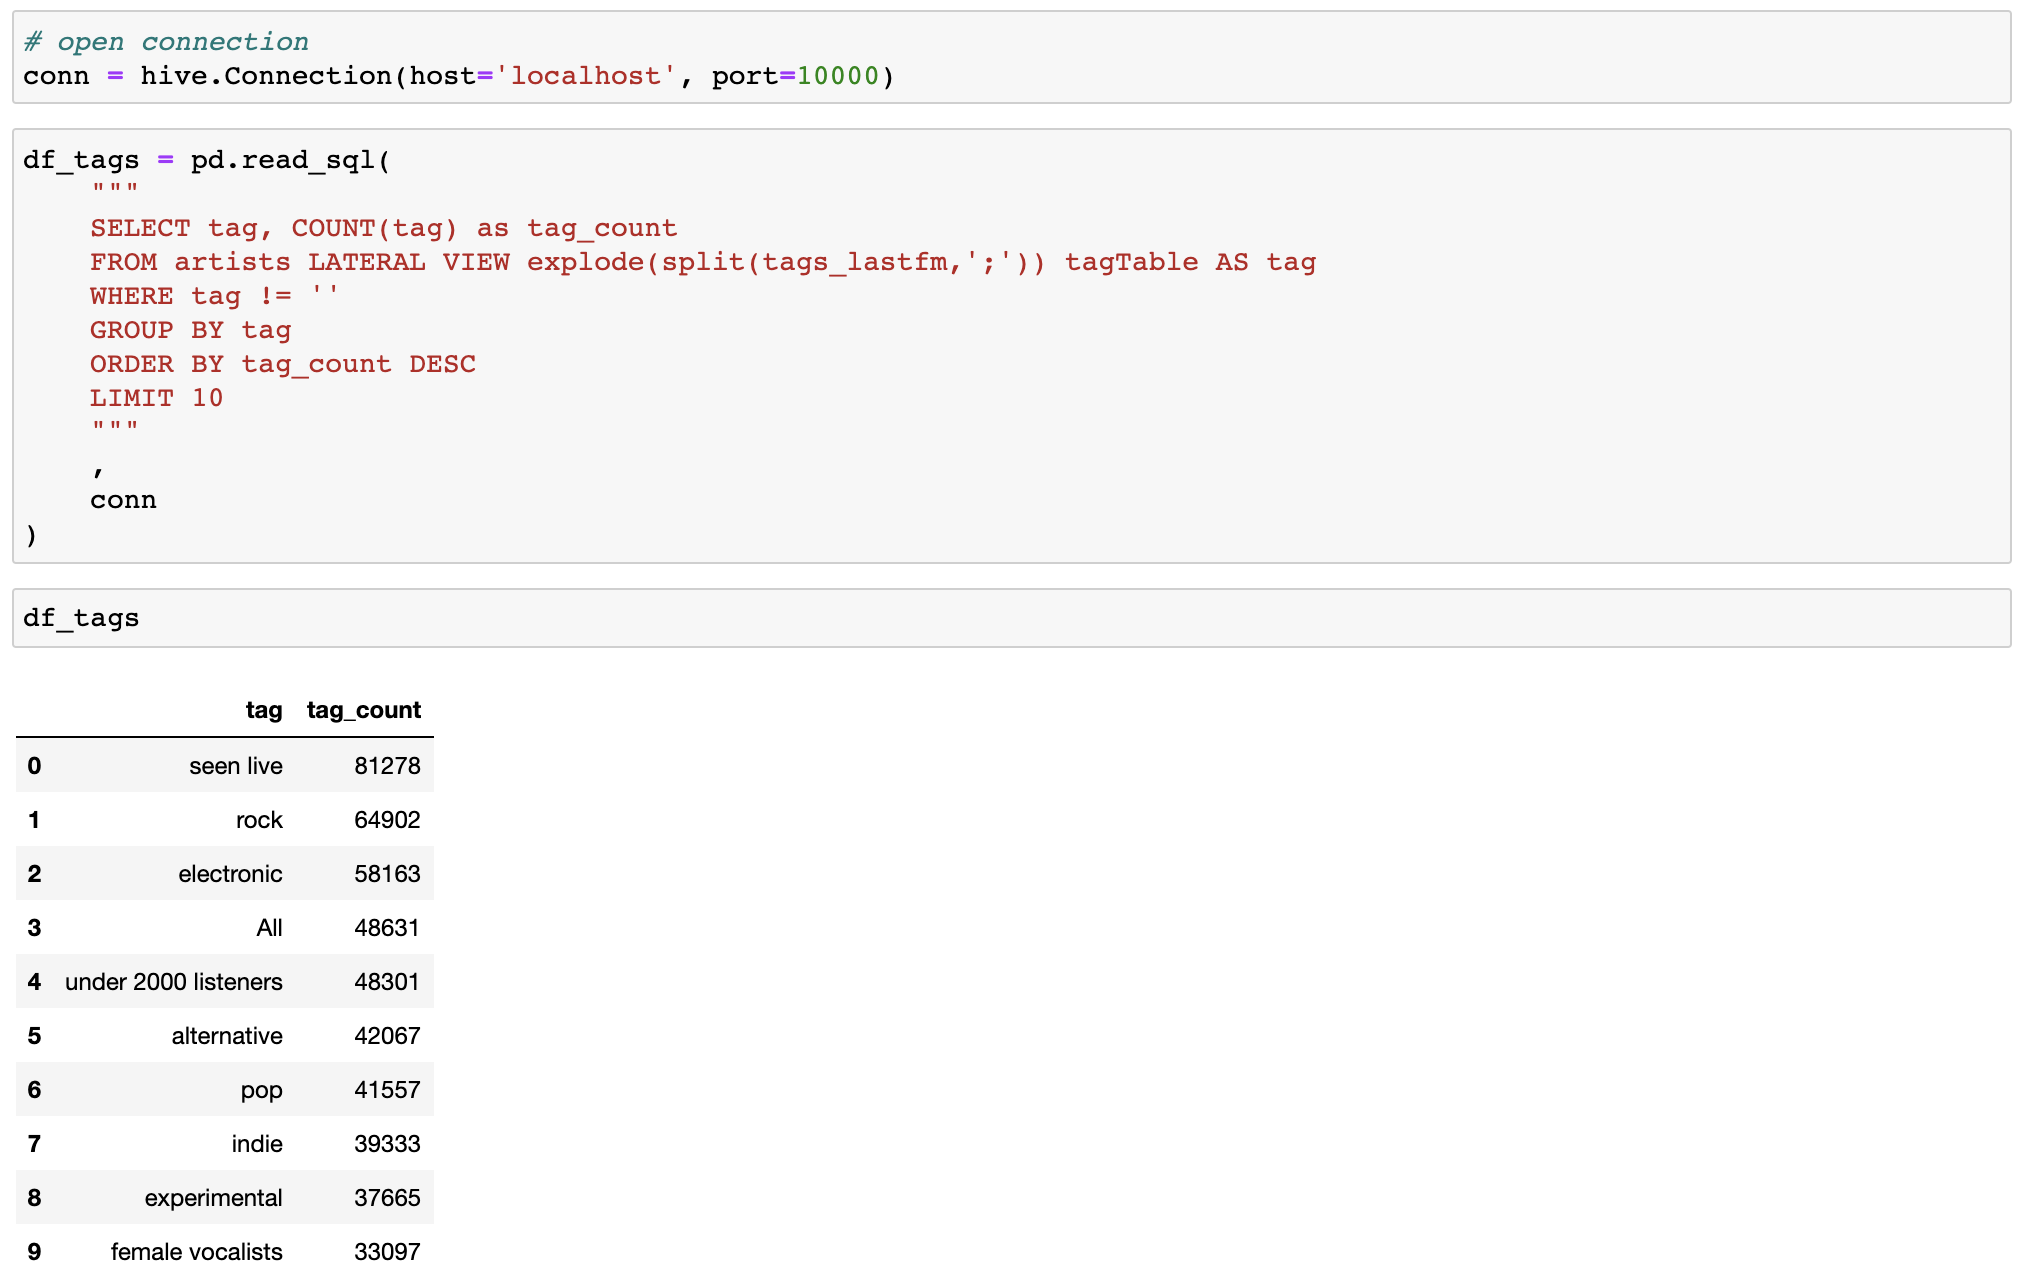 # open connection
conn = hive.Connection(host='localhost', port=10000)
df_tags = pd.read_sql(
    """
    SELECT tag, COUNT(tag) as tag_count
    FROM artists LATERAL VIEW explode(split(tags_lastfm,';')) tagTable AS tag
    WHERE tag != ''
    GROUP BY tag
    ORDER BY tag_count DESC
    LIMIT 10
    """
    ,
    conn
)
df_tags
tag tag_count
0 seen live 81278
1 rock 64902
2 electronic 58163
3 All 48631
4 under 2000 listeners 48301
5 alternative 42067
6 pop 41557
7 indie 39333
8 experimental 37665
9 female vocalists 33097